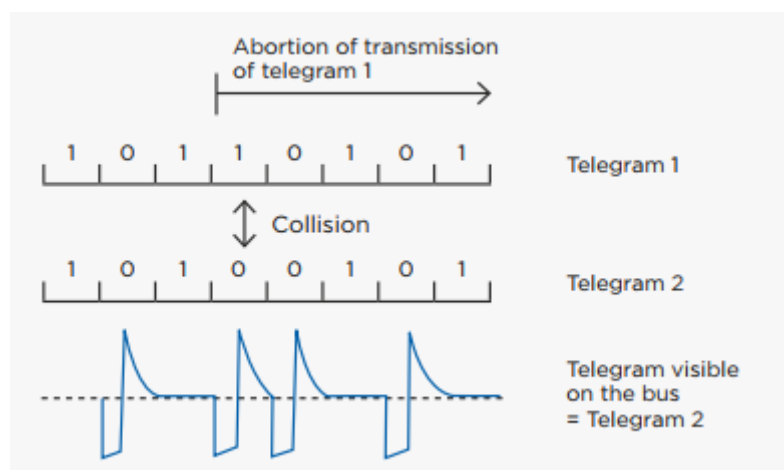 Abortion of transmission
of telegram 1
1 0 1 1 0 1 0 1
Telegram 1
Collision
1 0 1 0 0 1 0 1
Telegram 2
Telegram visible
on the bus
= Telegram 2